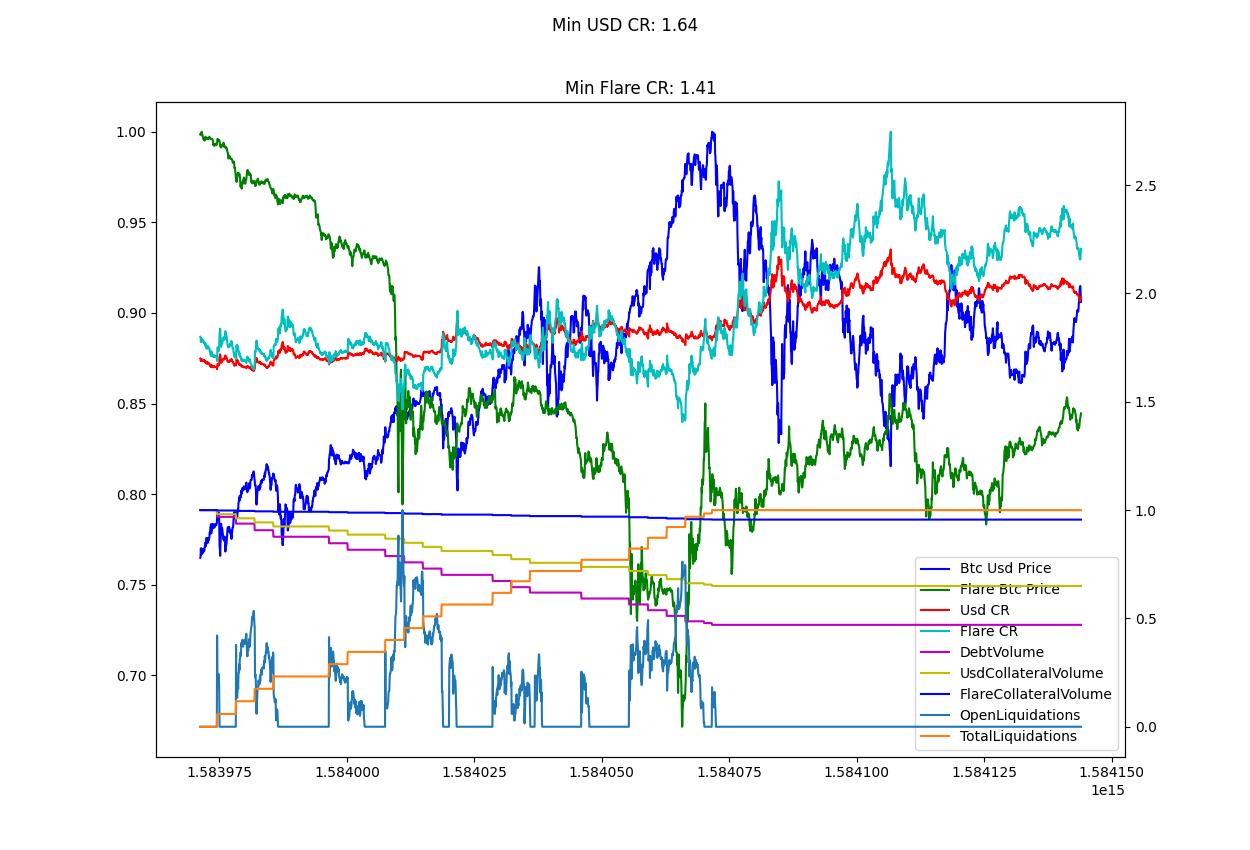 Min USD CR: 1.64
Min Flare CR: 1.41
1.00
0.95
0.90
0.85
0.80
0.75
0.70
2.5
2.0
1.5
1.0
0.5
0.0
Btc Usd Price
Flare Btc Price
Usd CR
Flare CR
DebtVolume
UsdCollateralVolume
FlareCollateralVolume
OpenLiquidations
TotalLiquidations
1.583975 1.584000 1.584025 1.584050 1.584075 1.584100 1.584125 1.584150
1e15